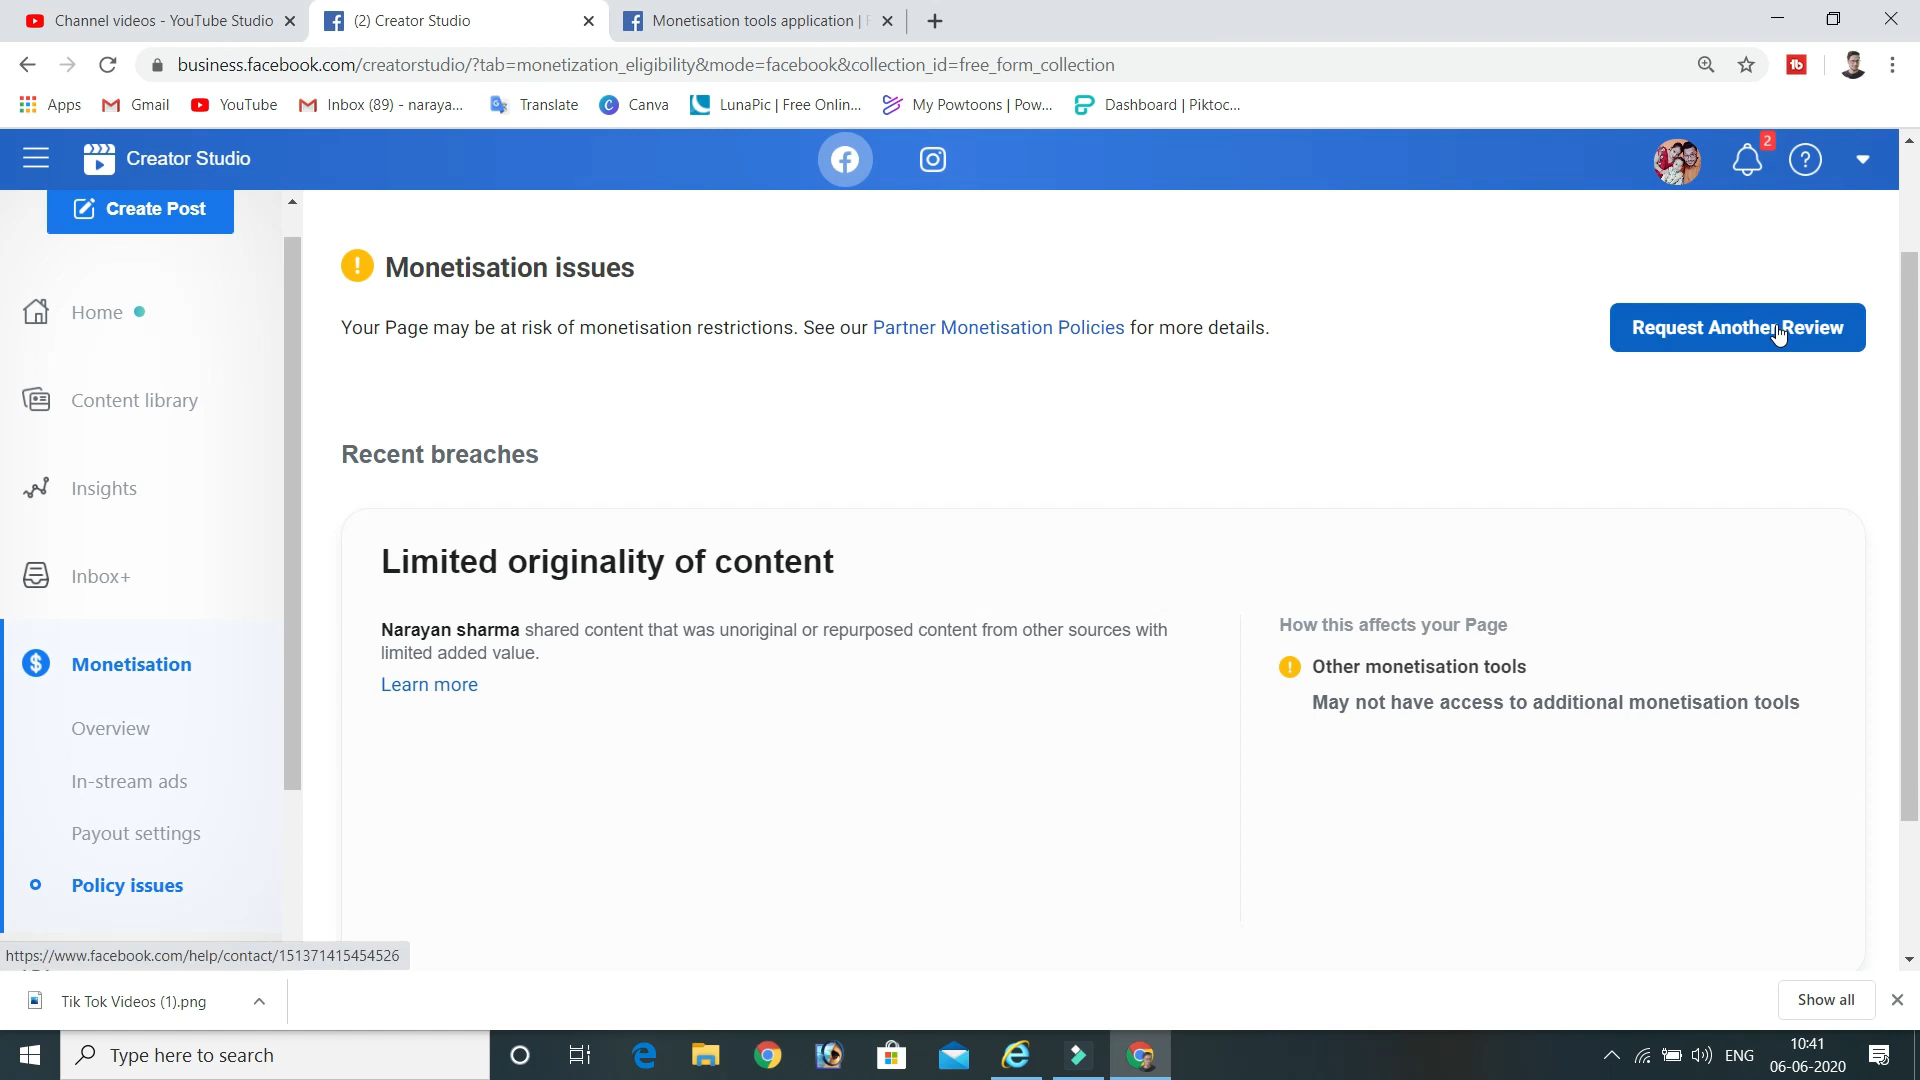 Channel videos - YouTube Studio
(2) Creator Studio
Monetisation tools application |
business.facebook.com/creatorstudio/?tab=monetization_eligibility&mode=facebook&collection_id=free_form_collection
Apps
Gmail
YouTube
Inbox (89) - naraya...
Translate
Canva
LunaPic | Free Onlin...
My Powtoons | Pow...
Dashboard | Piktoc...
Creator Studio
2
Create Post
Home
Content library
Insights
Inbox+
Monetisation
Overview
In-stream ads
Payout settings
Policy issues
Monetisation issues
Your Page may be at risk of monetisation restrictions. See our Partner Monetisation Policies for more details.
Request Another Review
Recent breaches
Limited originality of content
Narayan sharma shared content that was unoriginal or repurposed content from other sources with
limited added value.
Learn more
How this affects your Page
Other monetisation tools
May not have access to additional monetisation tools
https://www.facebook.com/help/contact/151371415454526
Tik Tok Videos (1).png
Show all
Type here to search
ENG
10:41
06-06-2020